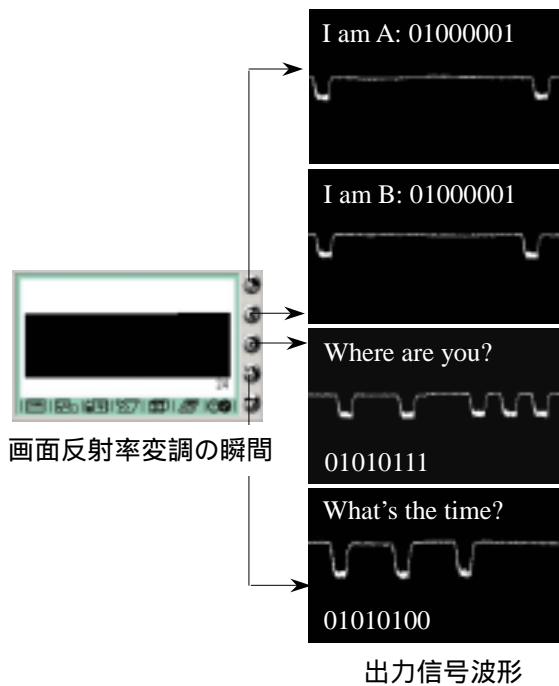 I am A: 01000001
I am B: 01000001
24
画面反射率変調の瞬間
Where are you?
01010111
What's the time?
01010100
出力信号波形